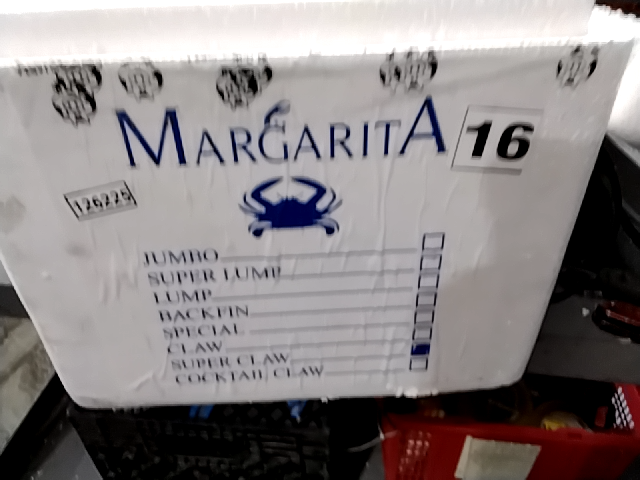 MARGARITA
16
126225
JUMBO
SUPER LUMP
LUMP
BACKFIN
SPECIAL
CLAW
SUPER CLAW
COCKTAIL CLAW